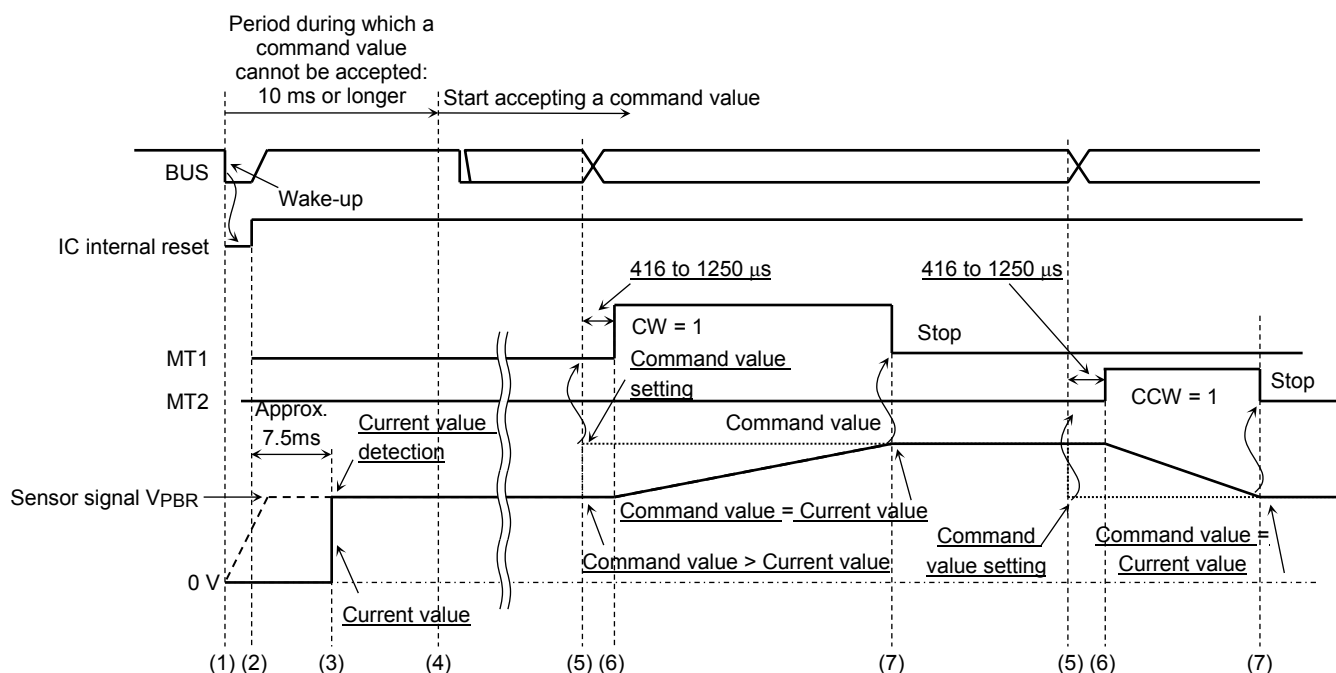 Period during which a
command value
cannot be accepted:
10 ms or longer
Start accepting a command value
BUS
Wake-up
IC internal reset
416 to 1250 μs
416 to 1250 μs
CW = 1
Stop
MT1
Command value
setting
MT2
CCW = 1
Stop
Approx.
7.5ms
Current value
detection
Command value
Sensor signal VPBR
Command value = Current value
Command value > Current value
Command
value setting
Command value =
Current value
0 V
Current value
(1) (2) (3) (4) (5) (6) (7) (5) (6) (7)